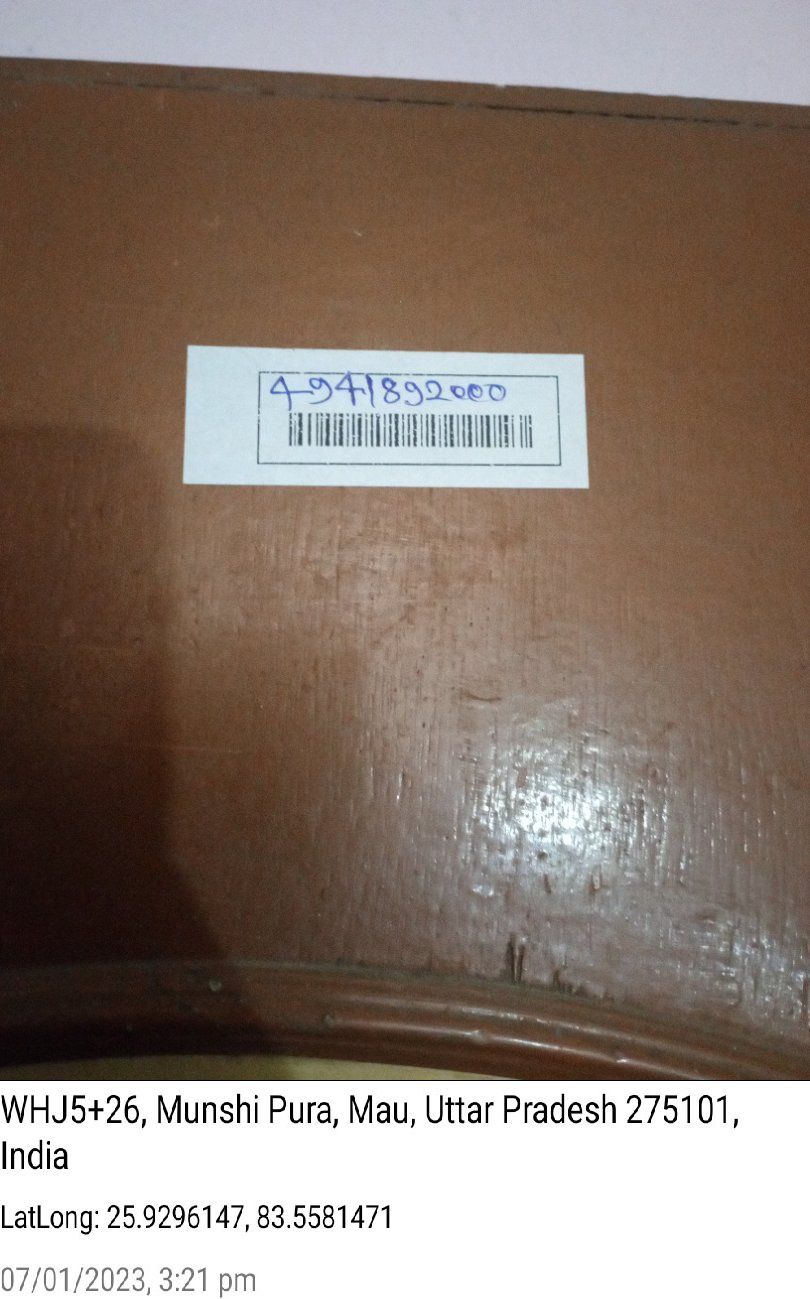 4941892000
WHJ5+26, Munshi Pura, Mau, Uttar Pradesh 275101,
India
LatLong: 25.9296147, 83.5581471
07/01/2023, 3:21 pm